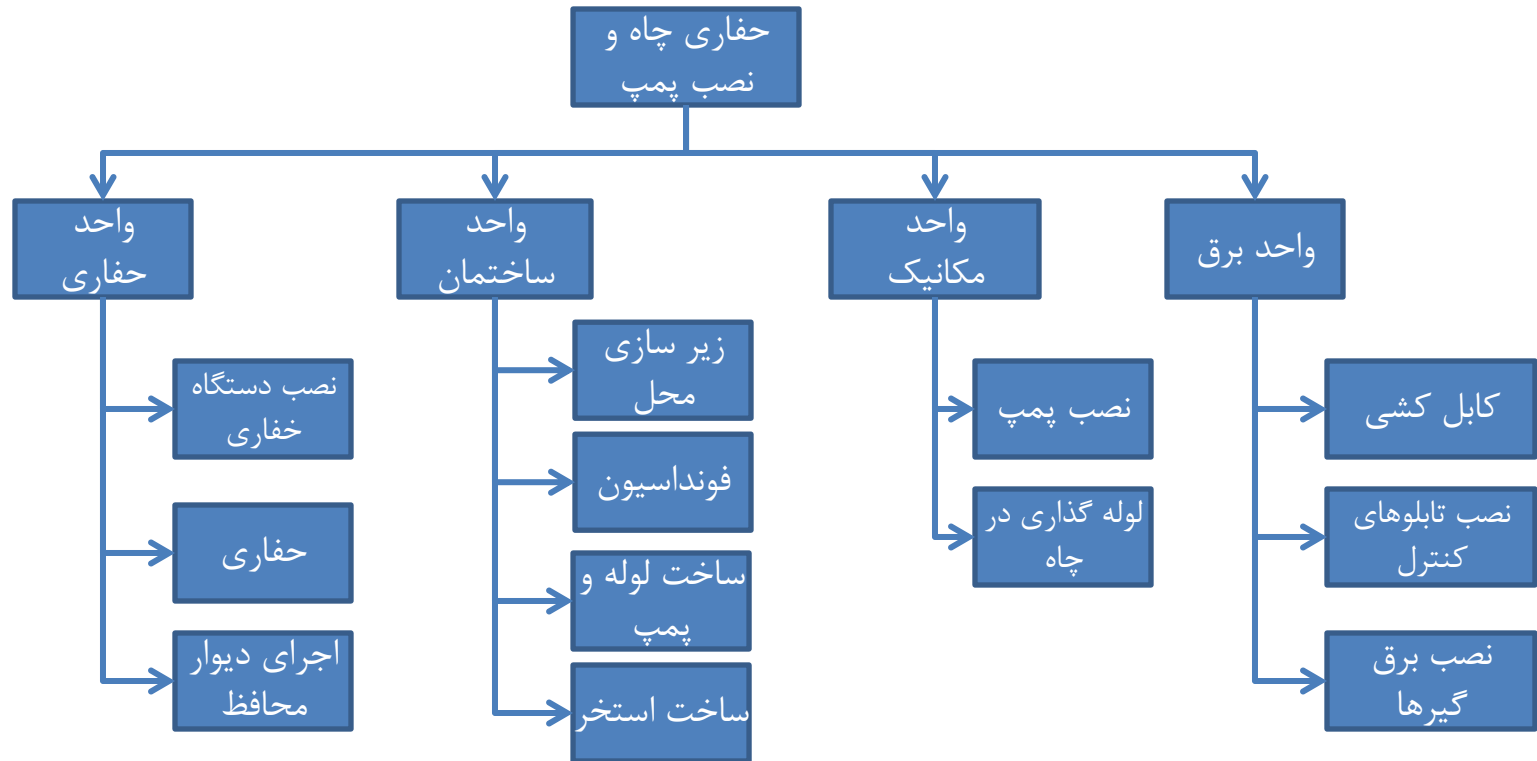 حفاری چاه و
نصب پمپ
واحد برق
واحد
مکانیک
واحد
ساختمان
واحد
حفاری
کابل کشی
نصب تابلوهای
کنترل
نصب برق
گیرها
نصب پمپ
لوله گذاری در
چاه
زیر سازی
محل
فونداسیون
ساخت لوله و
پمپ
ساخت استخر
نصب دستگاه
خفاری
حفاری
اجرای دیوار
محافظ